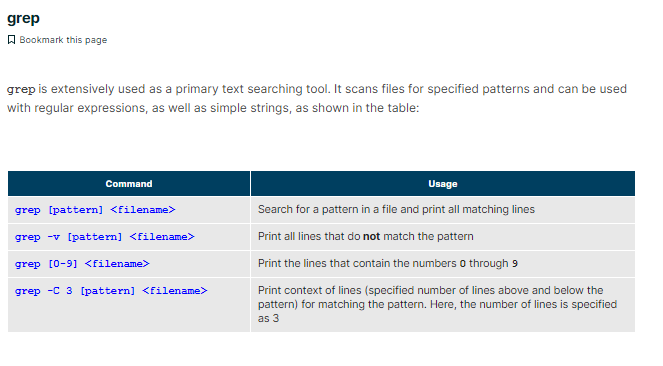 grep
Bookmark this page
grep is extensively used as a primary text searching tool. It scans files for specified patterns and can be used
with regular expressions, as well as simple strings, as shown in the table:
Command Usage
grep [pattern] <filename> Search for a pattern in a file and print all matching lines
grep -v [pattern] <filename> Print all lines that do not match the pattern
grep [0-9] <filename> Print the lines that contain the numbers 0 through 9
grep -C 3 [pattern] <filename> Print context of lines (specified number of lines above and below the
pattern) for matching the pattern. Here, the number of lines is specified
as 3